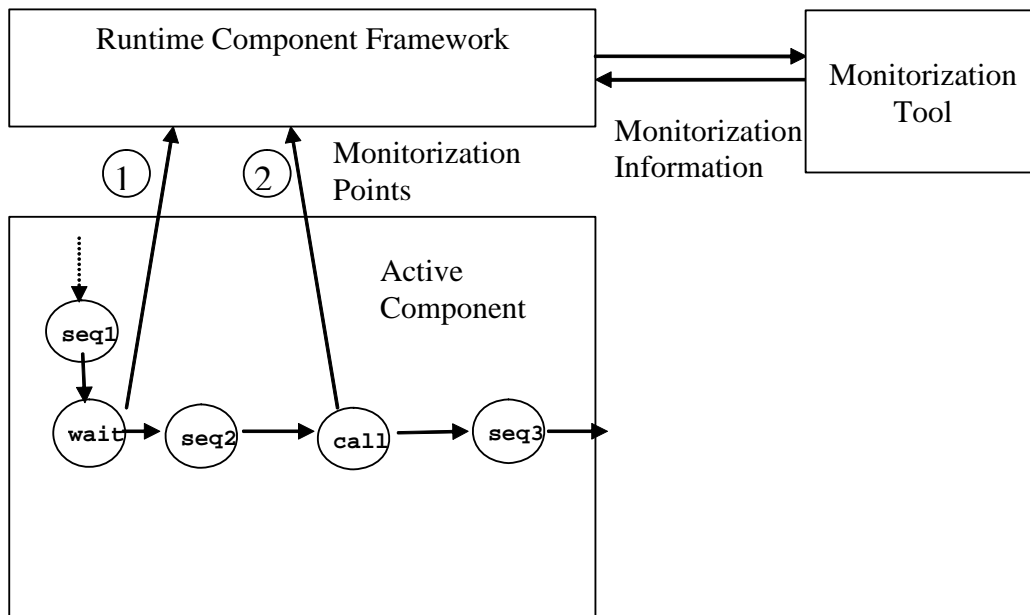 Runtime Component Framework
Monitorization
Tool
Monitorization
Information
Monitorization
Points
1
2
Active
Component
seq1
wait
seq2
call
seq3